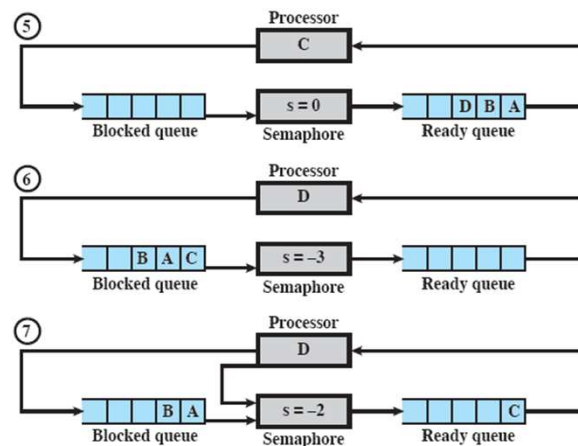 5
Processor
C
D B A
s = 0
Blocked queue
Semaphore
Ready queue
6
Processor
D
B A C
s = –3
Blocked queue
Semaphore
Ready queue
7
Processor
D
B A
s = –2
C
Blocked queue
Semaphore
Ready queue